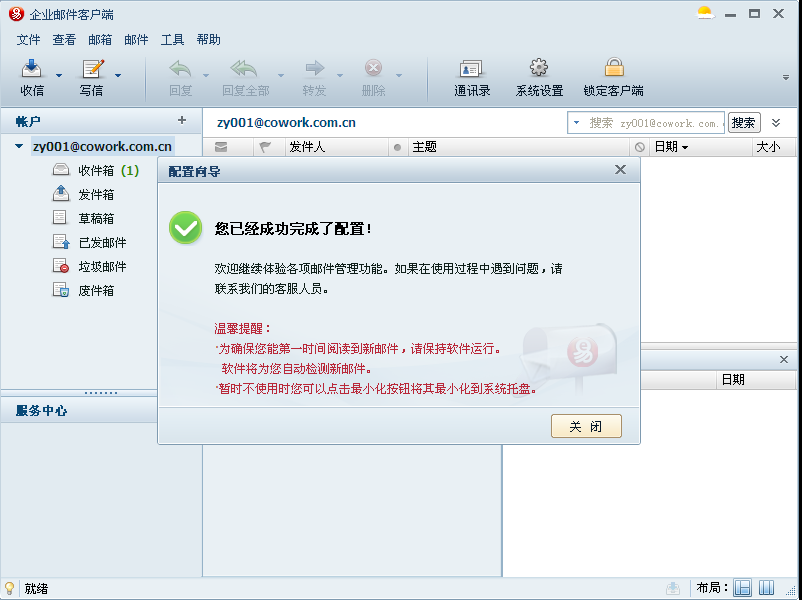 企业邮件客户端
文件 查看 邮箱 邮件 工具 帮助
收信 写信 回复 回复全部 转发 删除 通讯录 系统设置 锁定客户端
帐户 +
zy001@cowork.com.cn
搜索 zy001@cowork.com.
搜索
zy001@cowork.com.cn
发件人 主题 日期 大小
收件箱 (1)
发件箱
草稿箱
已发邮件
垃圾邮件
废件箱
配置向导
您已经成功完成了配置!
欢迎继续体验各项邮件管理功能。如果在使用过程中遇到问题，请
联系我们的客服人员。
温馨提醒：
·为确保您能第一时间阅读到新邮件，请保持软件运行。
软件将为您自动检测新邮件。
·暂时不使用时您可以点击最小化按钮将其最小化到系统托盘。
关 闭
日期
服务中心
就绪
布局：